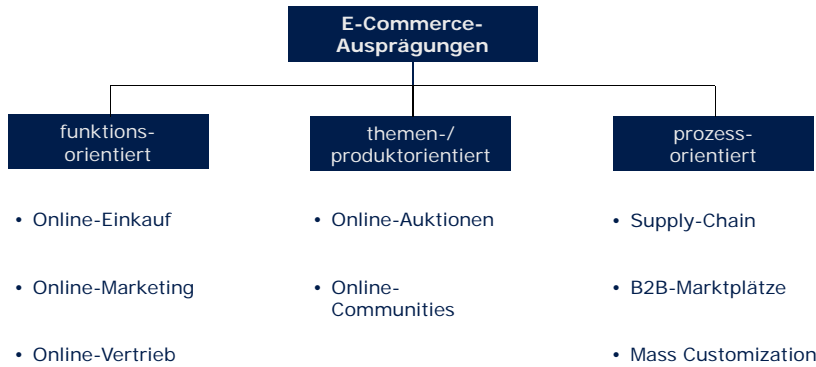 E-Commerce-
Ausprägungen
funktions-
orientiert
themen-/
produktorientiert
prozess-
orientiert
• Online-Einkauf
• Online-Marketing
• Online-Vertrieb
• Online-Auktionen
• Online-
Communities
• Supply-Chain
• B2B-Marktplätze
• Mass Customization